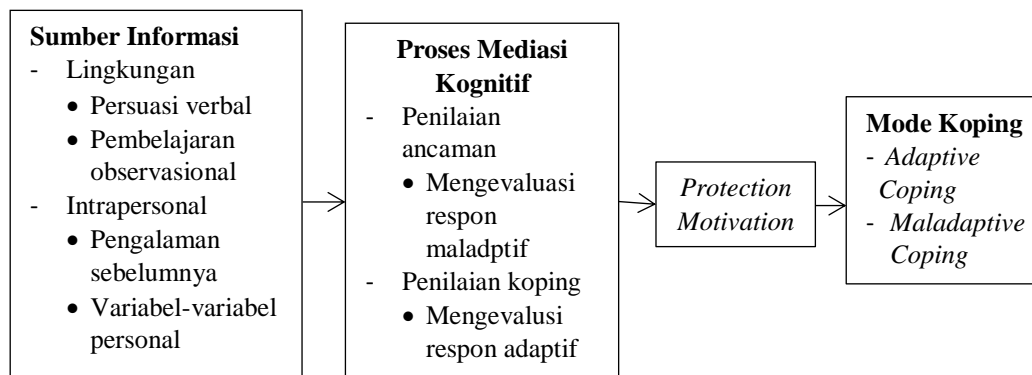 Sumber Informasi
- Lingkungan
• Persuasi verbal
• Pembelajaran
observasional
- Intrapersonal
• Pengalaman
sebelumnya
• Variabel-variabel
personal
Proses Mediasi
Kognitif
- Penilaian
ancaman
• Mengevaluasi
respon
maladptif
- Penilaian koping
• Mengevalusi
respon adaptif
Protection
Motivation
Mode Koping
- Adaptive
Coping
- Maladaptive
Coping